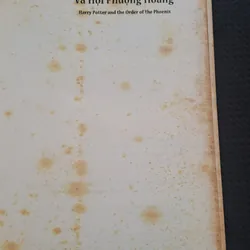 Và Hội Phượng Hoàng
Harry Potter and the Order of The Phoenix